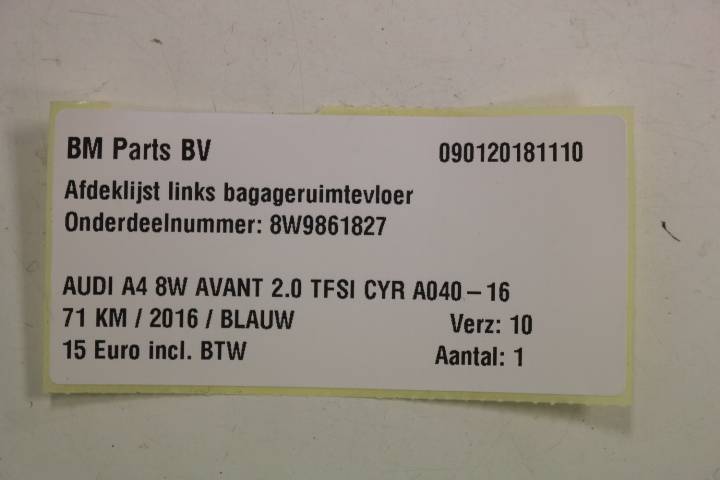 BM Parts BV 090120181110
Afdeklijst links bagageruimtevloer
Onderdeelnummer: 8W9861827
AUDI A4 8W AVANT 2.0 TFSI CYR A040-16
71 KM / 2016 / BLAUW Verz: 10
15 Euro incl. BTW Aantal: 1